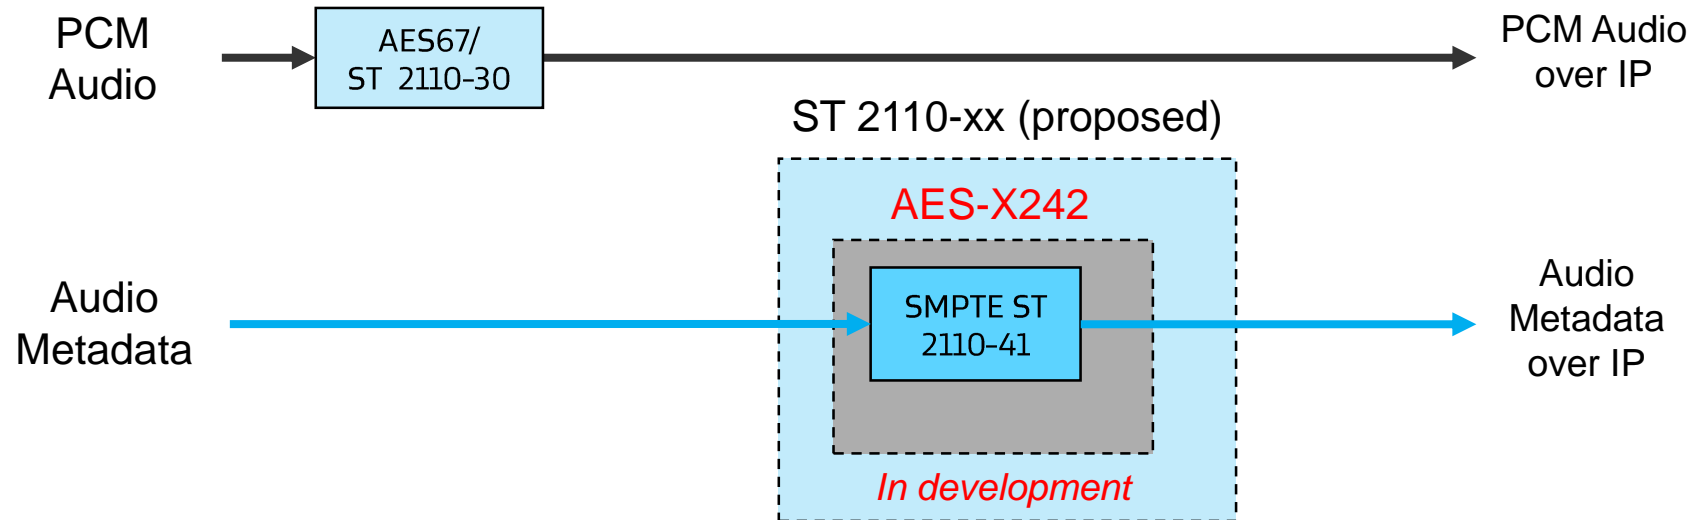 PCM
Audio
AES67/
ST 2110-30
PCM Audio
over IP
ST 2110-xx (proposed)
AES-X242
Audio
Metadata
SMPTE ST
2110-41
Audio
Metadata
over IP
In development